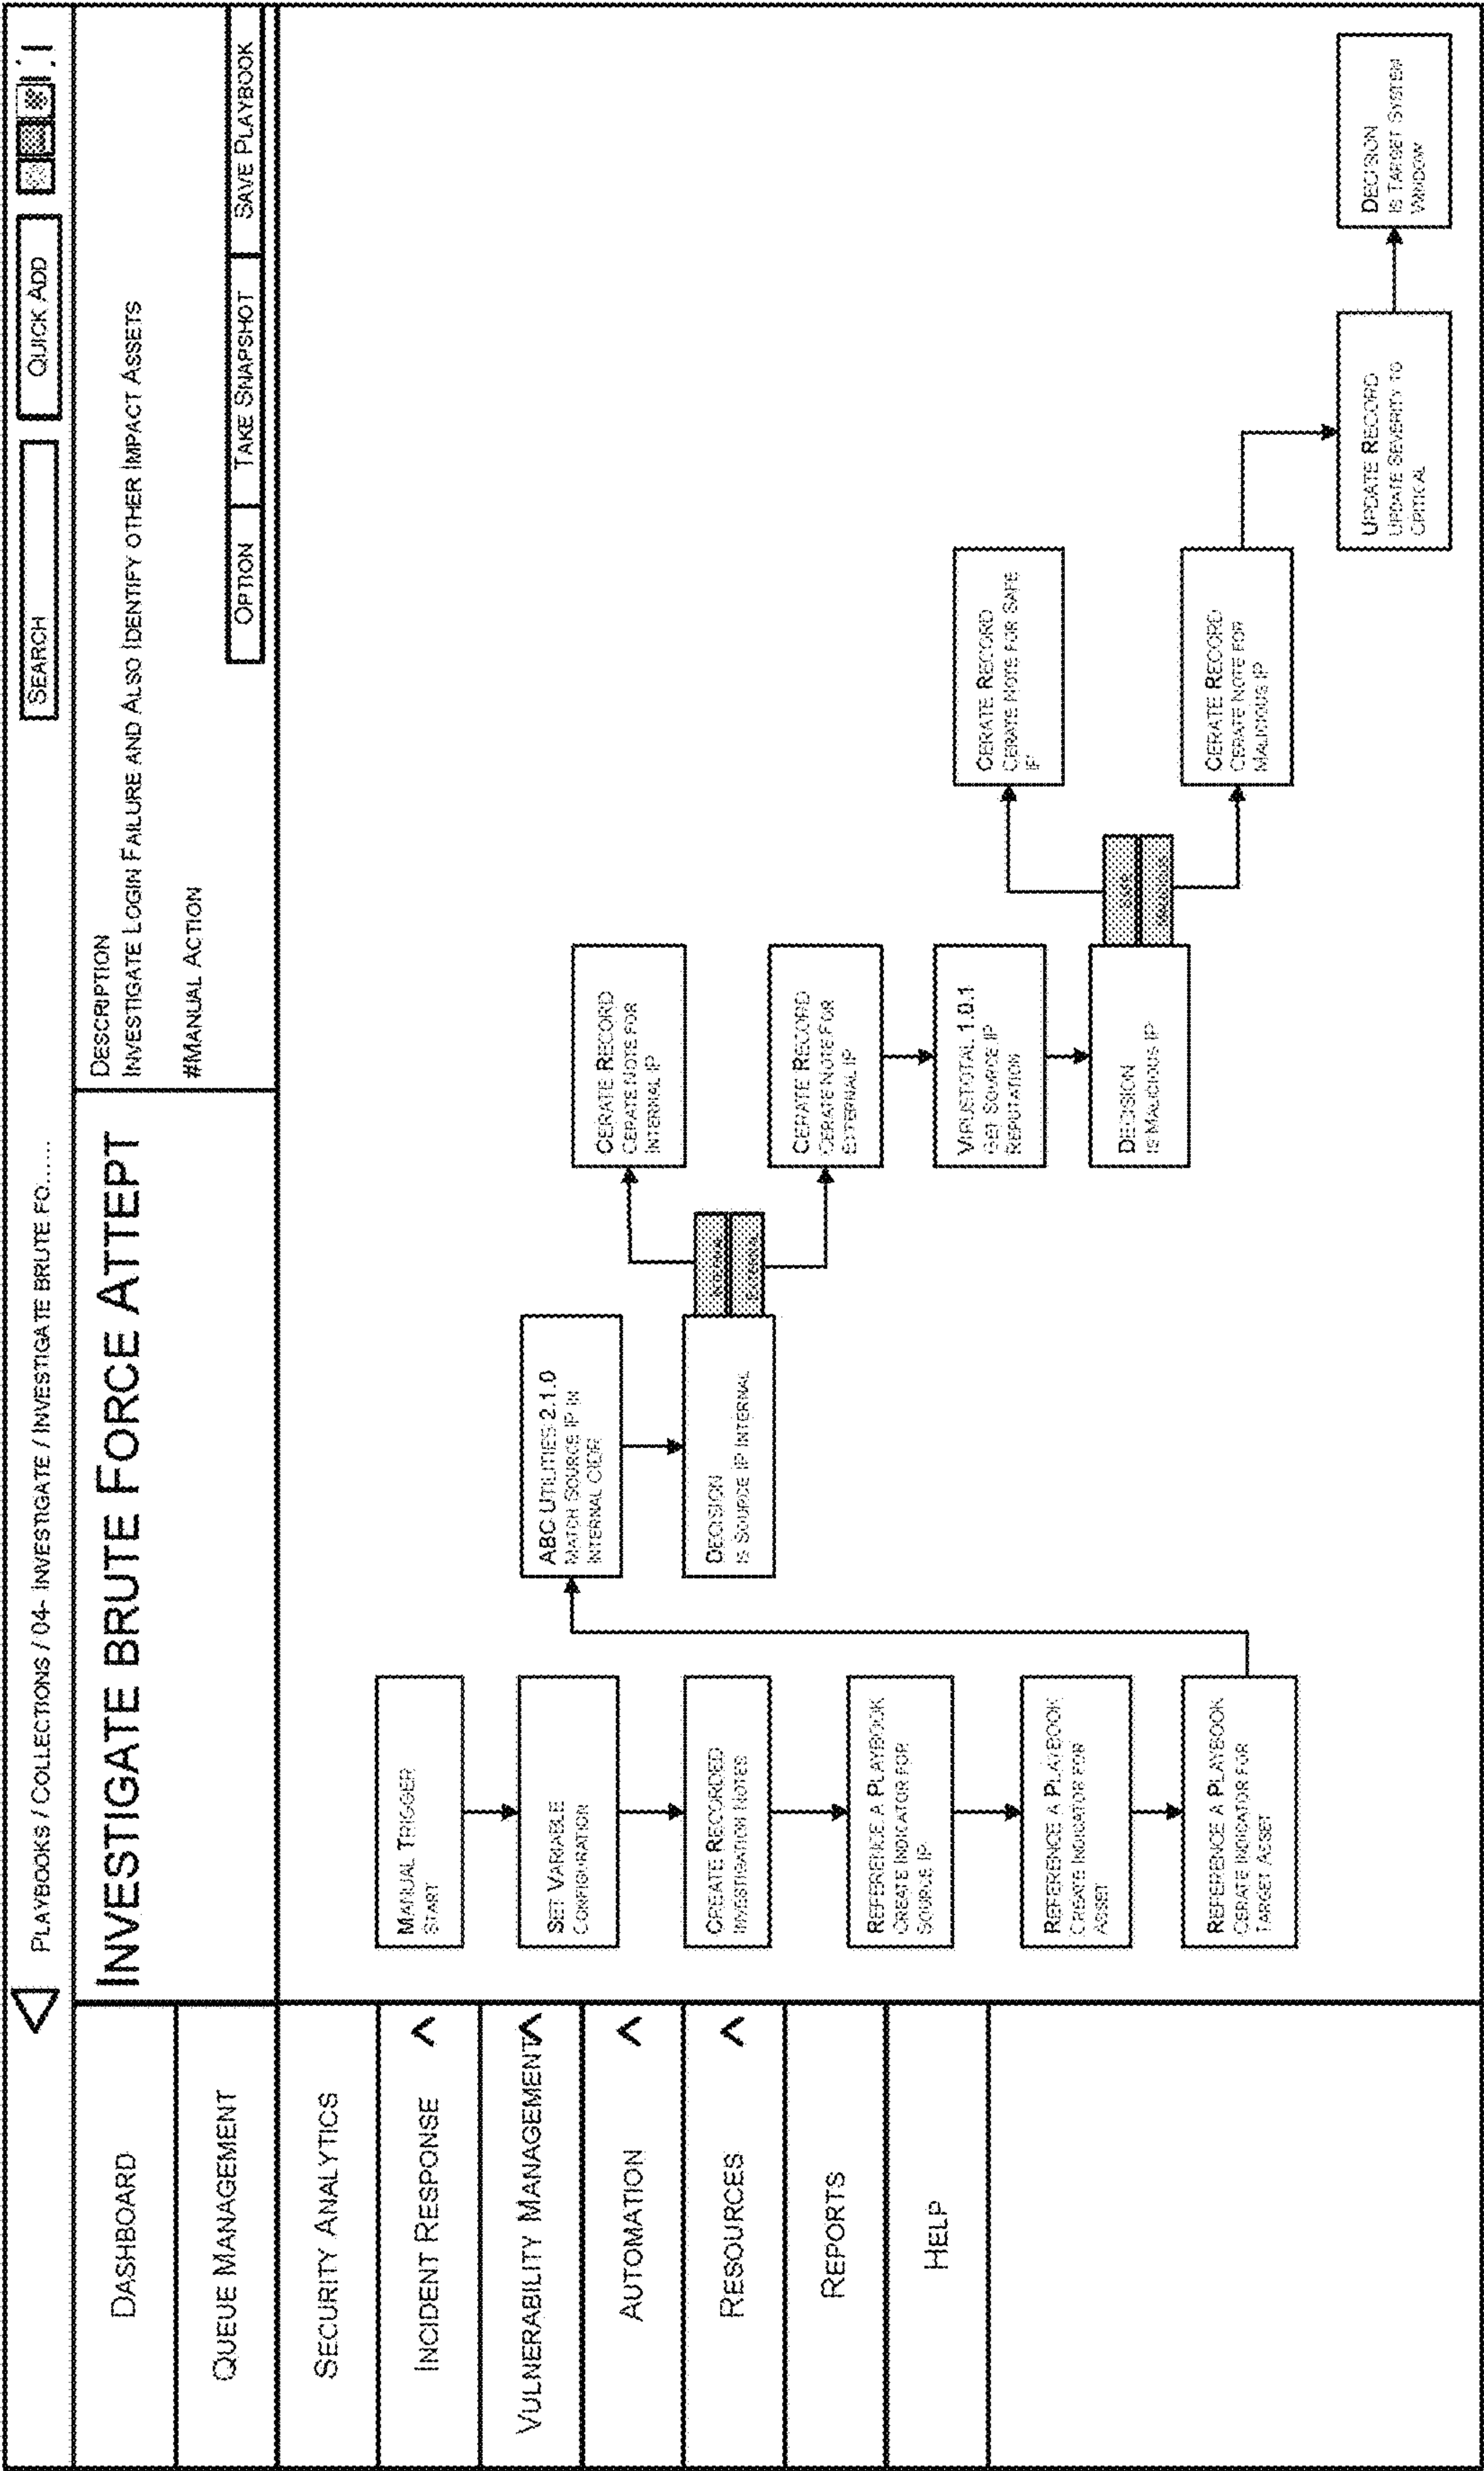 PLAYBOOKS / COLLECTIONS / 04- INVESTIGATE / INVESTIGATE BRUTE FO......
SEARCH
QUICK ADD
INVESTIGATE BRUTE FORCE ATTEPT
DESCRIPTION
INVESTIGATE LOGIN FAILURE AND ALSO IDENTIFY OTHER IMPACT ASSETS
#MANUAL ACTION
OPTION
TAKE SNAPSHOT
SAVE PLAYBOOK
DASHBOARD
QUEUE MANAGEMENT
SECURITY ANALYTICS
INCIDENT RESPONSE
VULNERABILITY MANAGEMENT
AUTOMATION
RESOURCES
REPORTS
HELP
MANUAL TRIGGER
START
SET VARIABLE
CONFIGURATION
CREATE RECORDED
INVESTIGATION NOTES
REFERENCE A PLAYBOOK
CREATE INDICATOR FOR
SOURCE IP
REFERENCE A PLAYBOOK
CREATE INDICATOR FOR
ASSET
REFERENCE A PLAYBOOK
CERATE INDICATOR FOR
TARGET ASSET
ABC UTILITIES 2.1.0
MATCH SOURCE IP IN
INTERNAL CIDR
DECISION
IS SOURCE IP INTERNAL
INTERNAL
EXTERNAL
CERATE RECORD
CERATE NOTE FOR
INTERNAL IP
CERATE RECORD
CERATE NOTE FOR
EXTERNAL IP
VIRUSTOTAL 1.0.1
GET SOURCE IP
REPUTATION
DECISION
IS MALICIOUS IP
SAFE
MALICIOUS
CERATE RECORD
CERATE NOTE FOR SAFE
IP
CERATE RECORD
CERATE NOTE FOR
MALICIOUS IP
UPDATE RECORD
UPDATE SEVERITY TO
CRITICAL
DECISION
IS TARGET SYSTEM
WINDOW